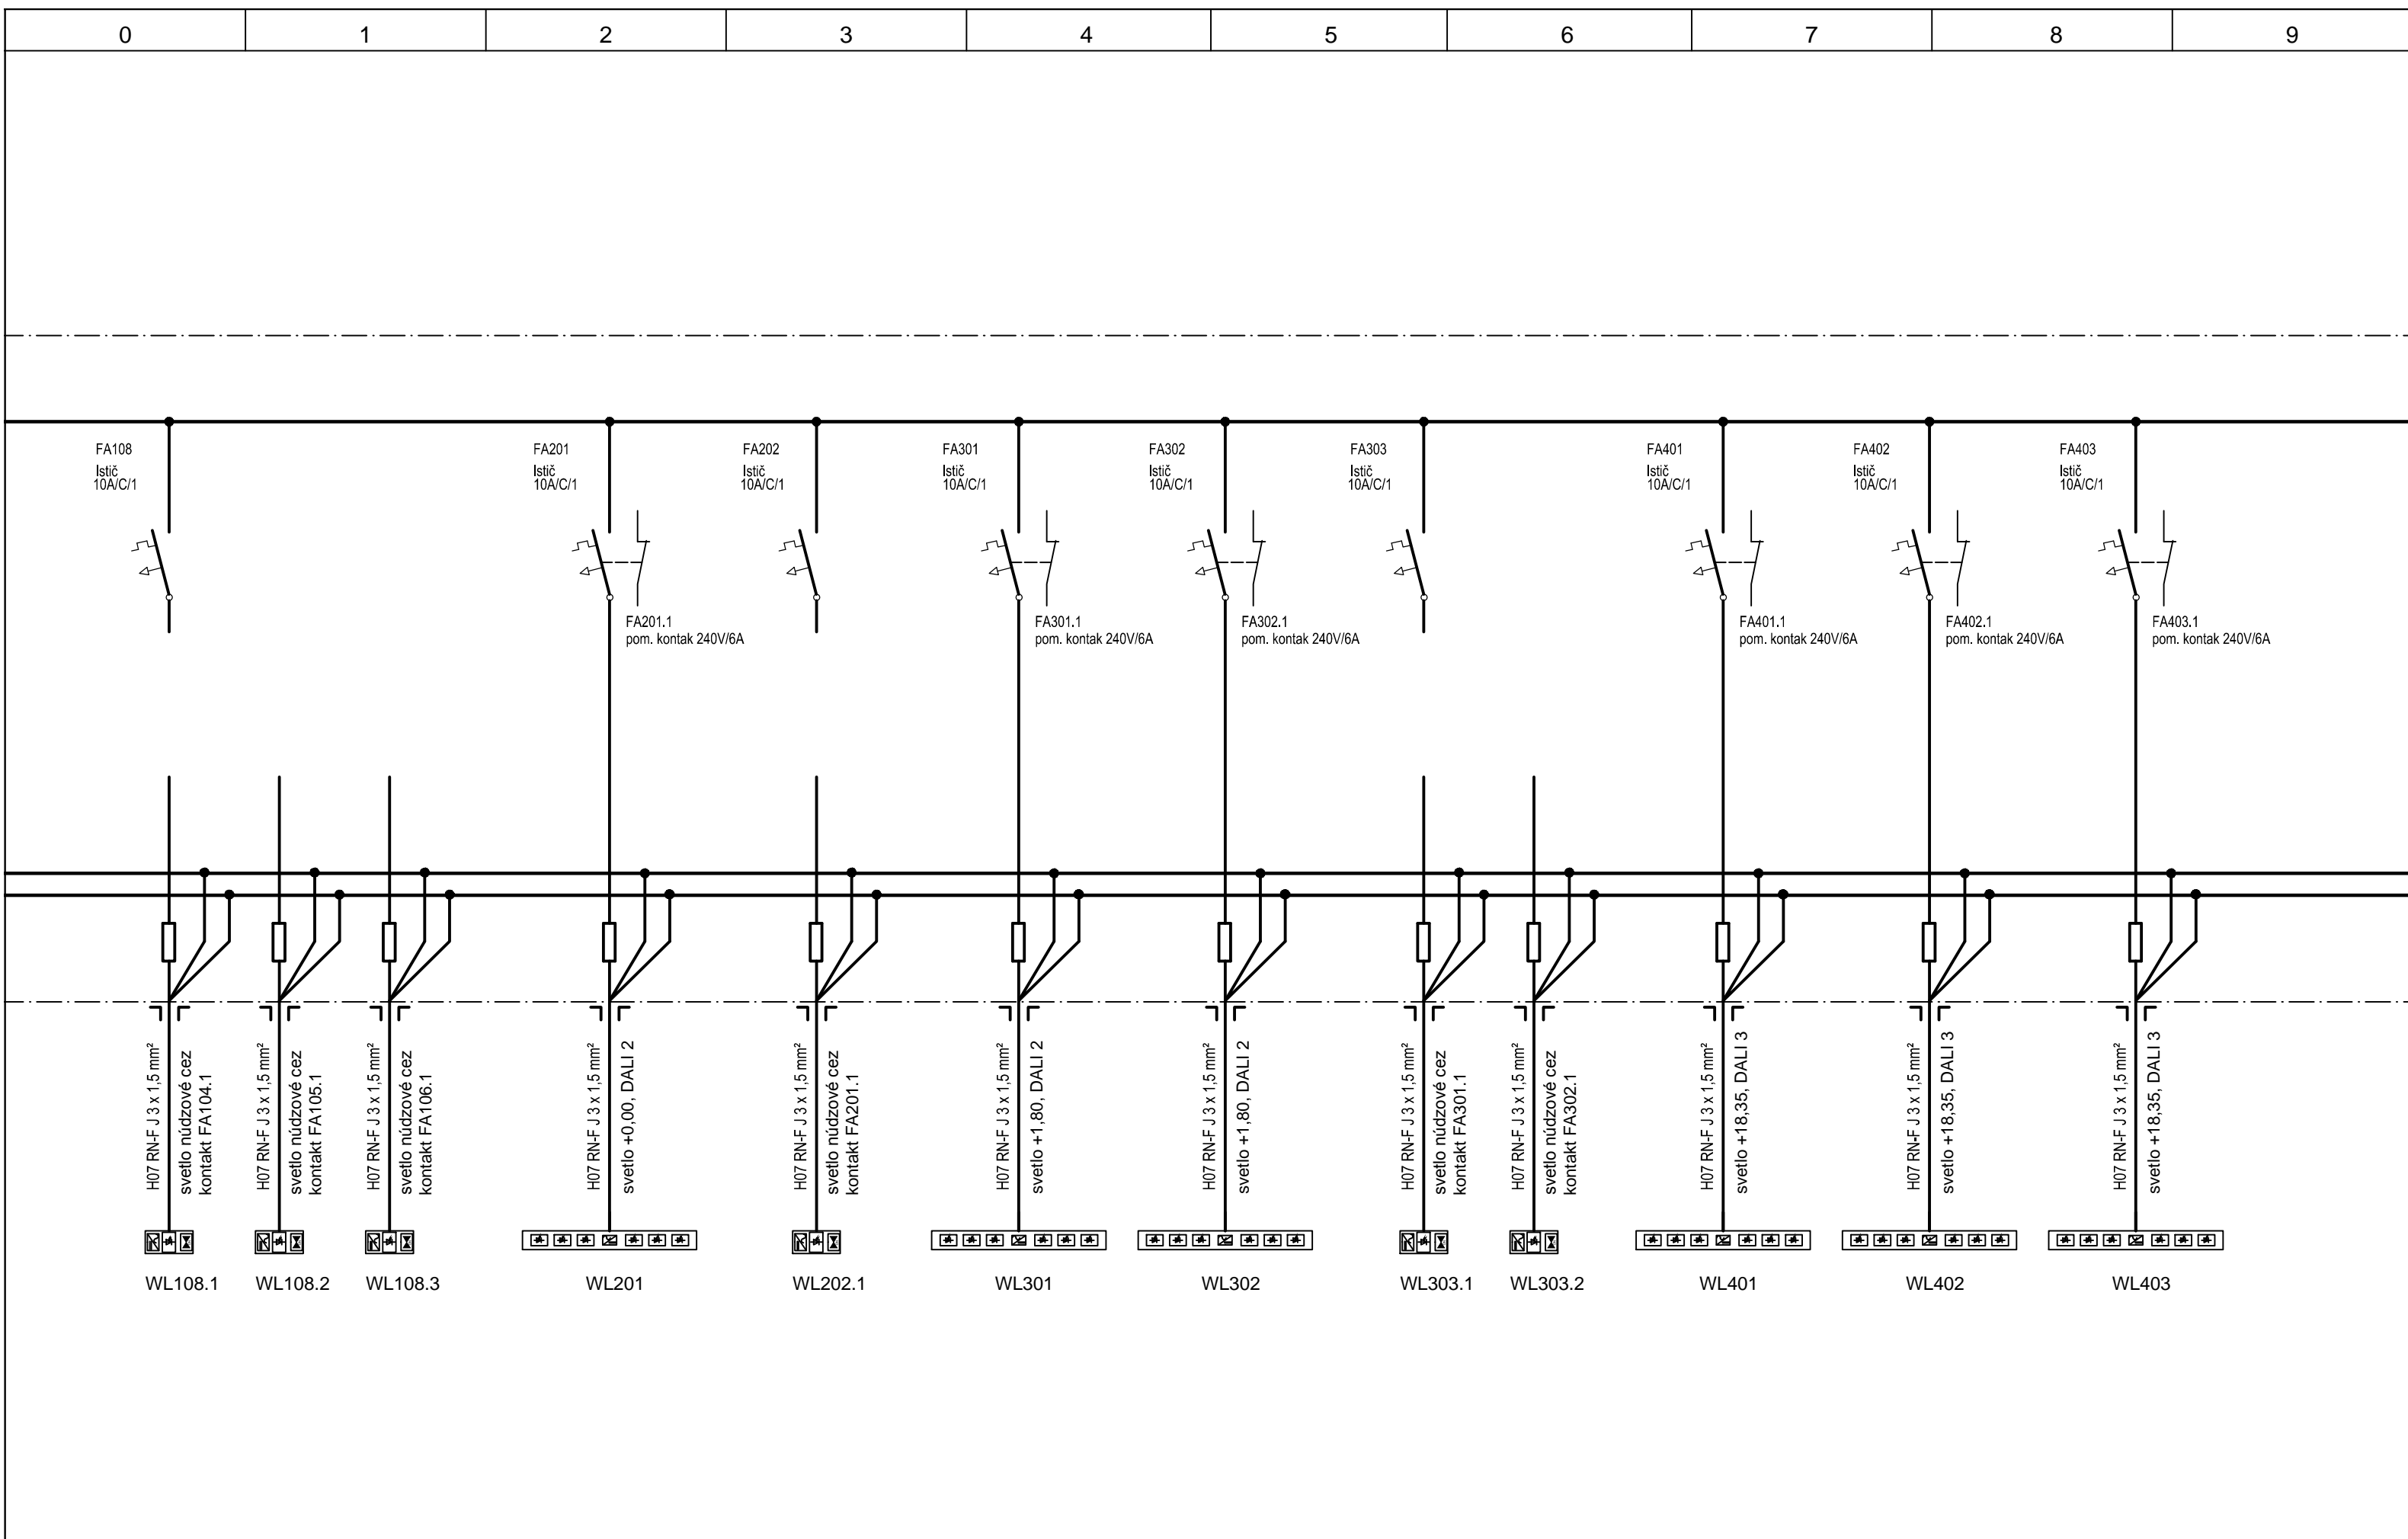 0 1 2 3 4 5 6 7 8 9
FA108
Istič
10A/C/1
FA201
Istič
10A/C/1
FA201.1
pom. kontak 240V/6A
FA202
Istič
10A/C/1
FA301
Istič
10A/C/1
FA301.1
pom. kontak 240V/6A
FA302
Istič
10A/C/1
FA302.1
pom. kontak 240V/6A
FA303
Istič
10A/C/1
FA401
Istič
10A/C/1
FA401.1
pom. kontak 240V/6A
FA402
Istič
10A/C/1
FA402.1
pom. kontak 240V/6A
FA403
Istič
10A/C/1
FA403.1
pom. kontak 240V/6A
H07 RN-F J 3 x 1,5 mm²
svetlo núdzové cez
kontakt FA104.1
H07 RN-F J 3 x 1,5 mm²
svetlo núdzové cez
kontakt FA105.1
H07 RN-F J 3 x 1,5 mm²
svetlo núdzové cez
kontakt FA106.1
H07 RN-F J 3 x 1,5 mm²
svetlo +0,00, DALI 2
H07 RN-F J 3 x 1,5 mm²
svetlo núdzové cez
kontakt FA201.1
H07 RN-F J 3 x 1,5 mm²
svetlo +1,80, DALI 2
H07 RN-F J 3 x 1,5 mm²
svetlo +1,80, DALI 2
H07 RN-F J 3 x 1,5 mm²
svetlo núdzové cez
kontakt FA301.1
H07 RN-F J 3 x 1,5 mm²
svetlo núdzové cez
kontakt FA302.1
H07 RN-F J 3 x 1,5 mm²
svetlo +18,35, DALI 3
H07 RN-F J 3 x 1,5 mm²
svetlo +18,35, DALI 3
H07 RN-F J 3 x 1,5 mm²
svetlo +18,35, DALI 3
WL108.1 WL108.2 WL108.3 WL201 WL202.1 WL301 WL302 WL303.1 WL303.2 WL401 WL402 WL403